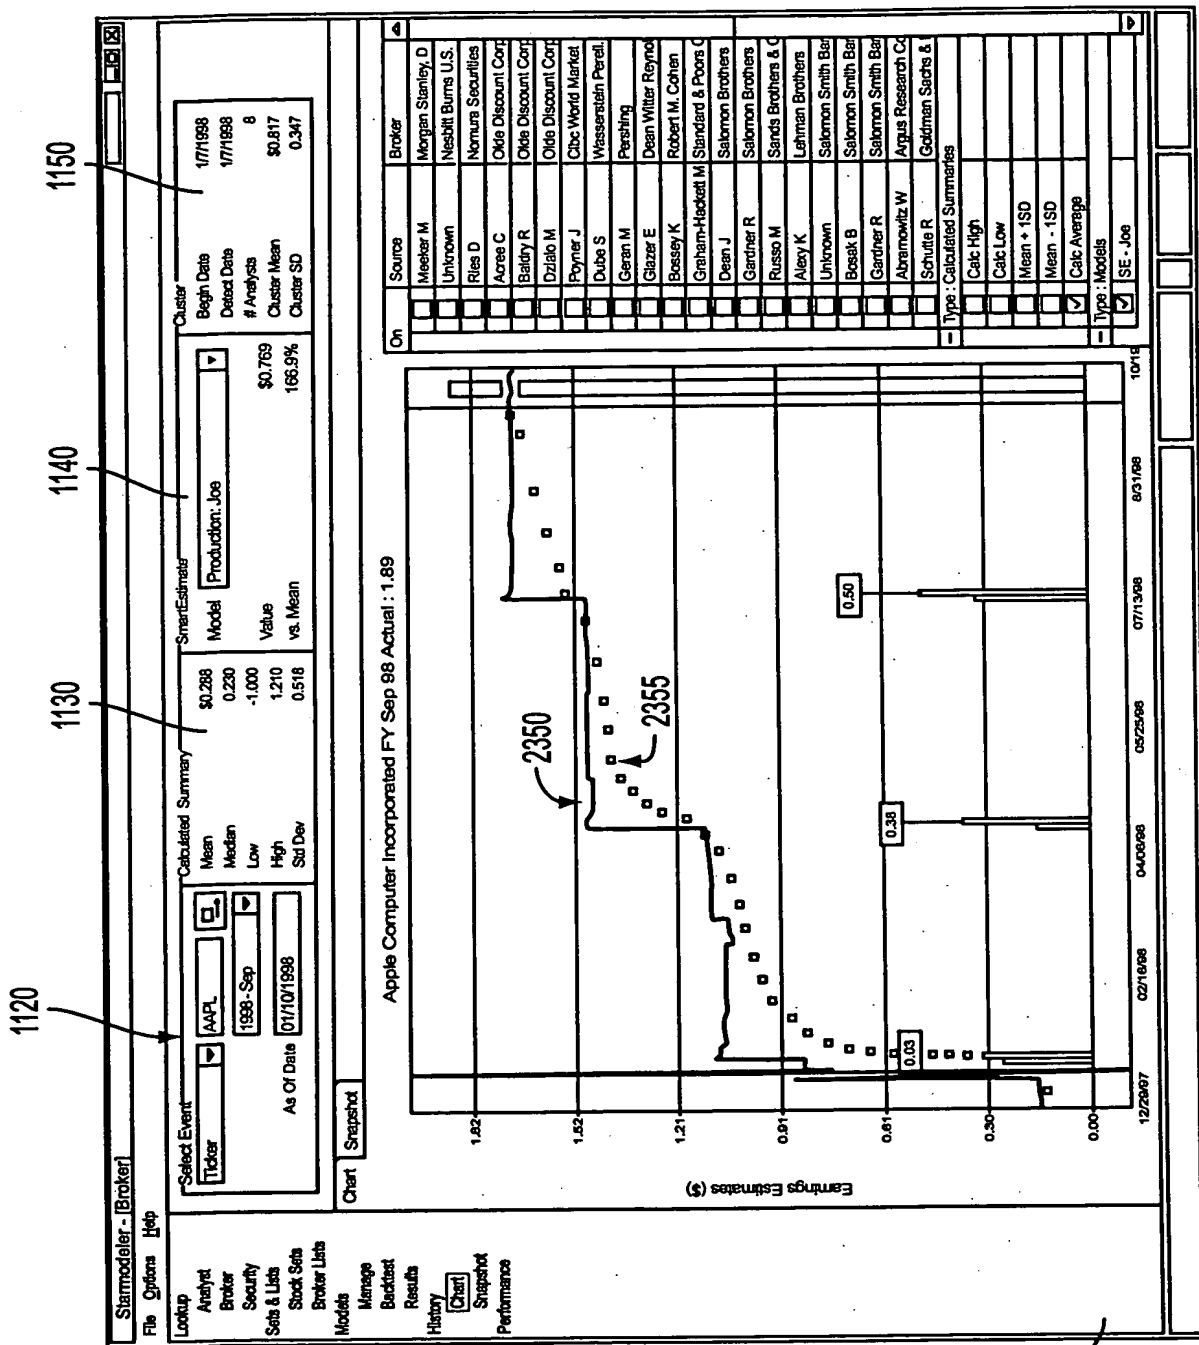 1120
1130
1140
1150
Starmodeler - [Broker]
File Options Help
Lookup
Analyst
Broker
Security
Sets & Lists
Stock Sets
Broker Lists
Models
Manage
Backtest
Results
History
Chart
Snapshot
Performance
Select Event
Ticker
AAPL
1998 - Sep
As Of Date 01/10/1998
Calculated Summary
Mean $0.288
Median 0.230
Low -1.000
High 1.210
Std Dev 0.518
SmartEstimate
Model Production: Joe
Value $0.769
vs. Mean 166.9%
Cluster
Begin Date 1/7/1998
Detect Date 1/7/1998
# Analysts 8
Cluster Mean $0.817
Cluster SD 0.347
Chart Snapshot
Apple Computer Incorporated FY Sep 98 Actual : 1.89
Earnings Estimates ($)
1.82
1.52
1.21
0.91
0.61
0.30
0.00
2350
2355
0.03
0.38
0.50
12/29/97 02/16/98 04/06/98 05/25/98 07/13/98 8/31/98 10/19
On Source Broker
Meeker M Morgan Stanley, D
Unknown Nesbitt Burns U.S.
Ries D Nomura Securities
Acree C Olde Discount Corp
Baldry R Olde Discount Corp
Dzialo M Olde Discount Corp
Poyner J Cibc World Market
Dube S Wasserstein Perell.
Geran M Pershing
Glazer E Dean Witter Reynol
Bossey K Robert M. Cohen
Graham-Hackett M Standard & Poors C
Dean J Salomon Brothers
Gardner R Salomon Brothers
Russo M Sands Brothers & C
Alexy K Lehman Brothers
Unknown Salomon Smith Bar
Bosak B Salomon Smith Bar
Gardner R Salomon Smith Bar
Abramowitz W Argus Research Co
Schutte R Goldman Sachs &
Type : Calculated Summaries
Calc High
Calc Low
Mean + 1SD
Mean - 1SD
Calc Average
Type : Models
SE - Joe